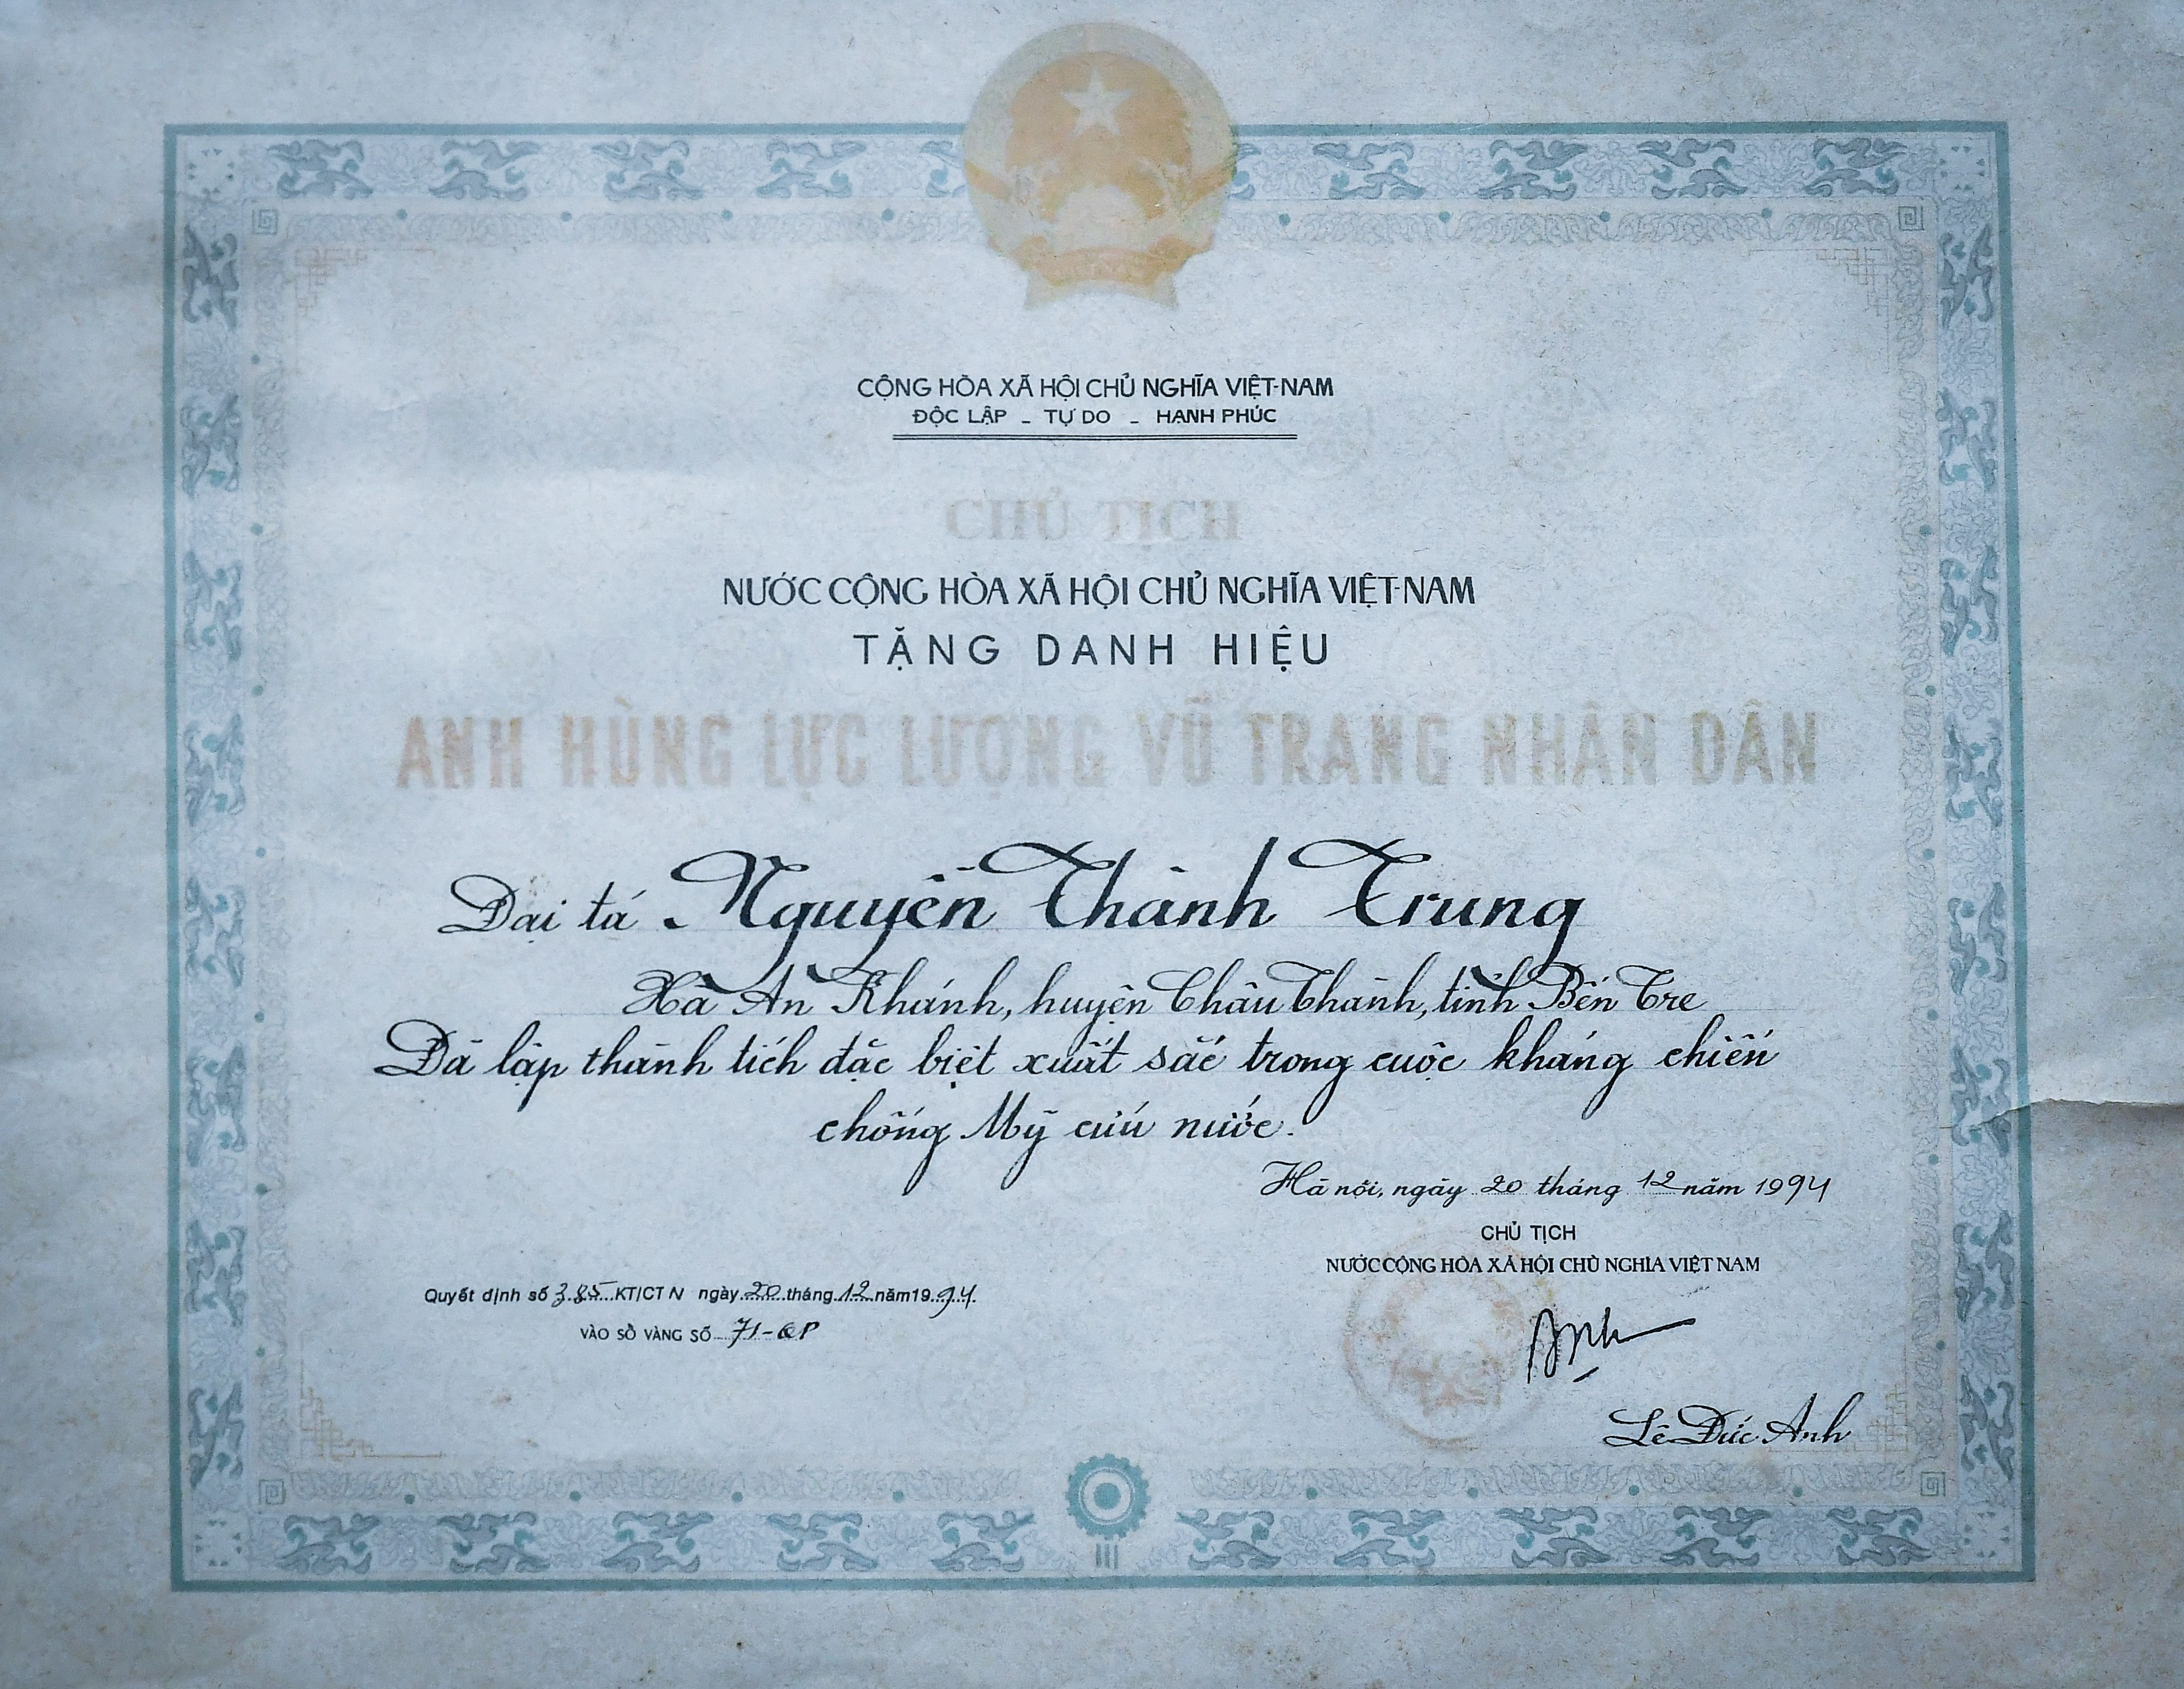 CỘNG HÒA XÃ HỘI CHỦ NGHĨA VIỆT-NAM
ĐỘC LẬP - TỰ DO - HẠNH PHÚC
CHỦ TỊCH
NƯỚC CỘNG HÒA XÃ HỘI CHỦ NGHĨA VIỆT-NAM
TẶNG DANH HIỆU
ANH HÙNG LỰC LƯỢNG VŨ TRANG NHÂN DÂN
Đại tá Nguyễn Thành Trung
Xã An Khánh, huyện Châu Thành, tỉnh Bến Tre
Đã lập thành tích đặc biệt xuất sắc trong cuộc kháng chiến
chống Mỹ cứu nước.
Hà nội, ngày 20 tháng 12 năm 1994
CHỦ TỊCH
NƯỚC CỘNG HÒA XÃ HỘI CHỦ NGHĨA VIỆT NAM
Quyết định số 385 KT/CTN ngày 20 tháng 12 năm 1994
VÀO SỔ VÀNG SỐ 71-QP
Lê Đức Anh